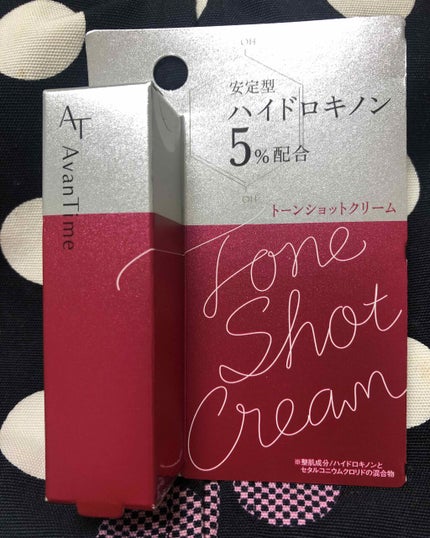 OH
安定型
ハイドロキノン
5%配合
OH
トーンショットクリーム
Tone
Shot
Cream
※整肌成分/ハイドロキノンと
セタルコニウムクロリドの混合物
AT AvanTime